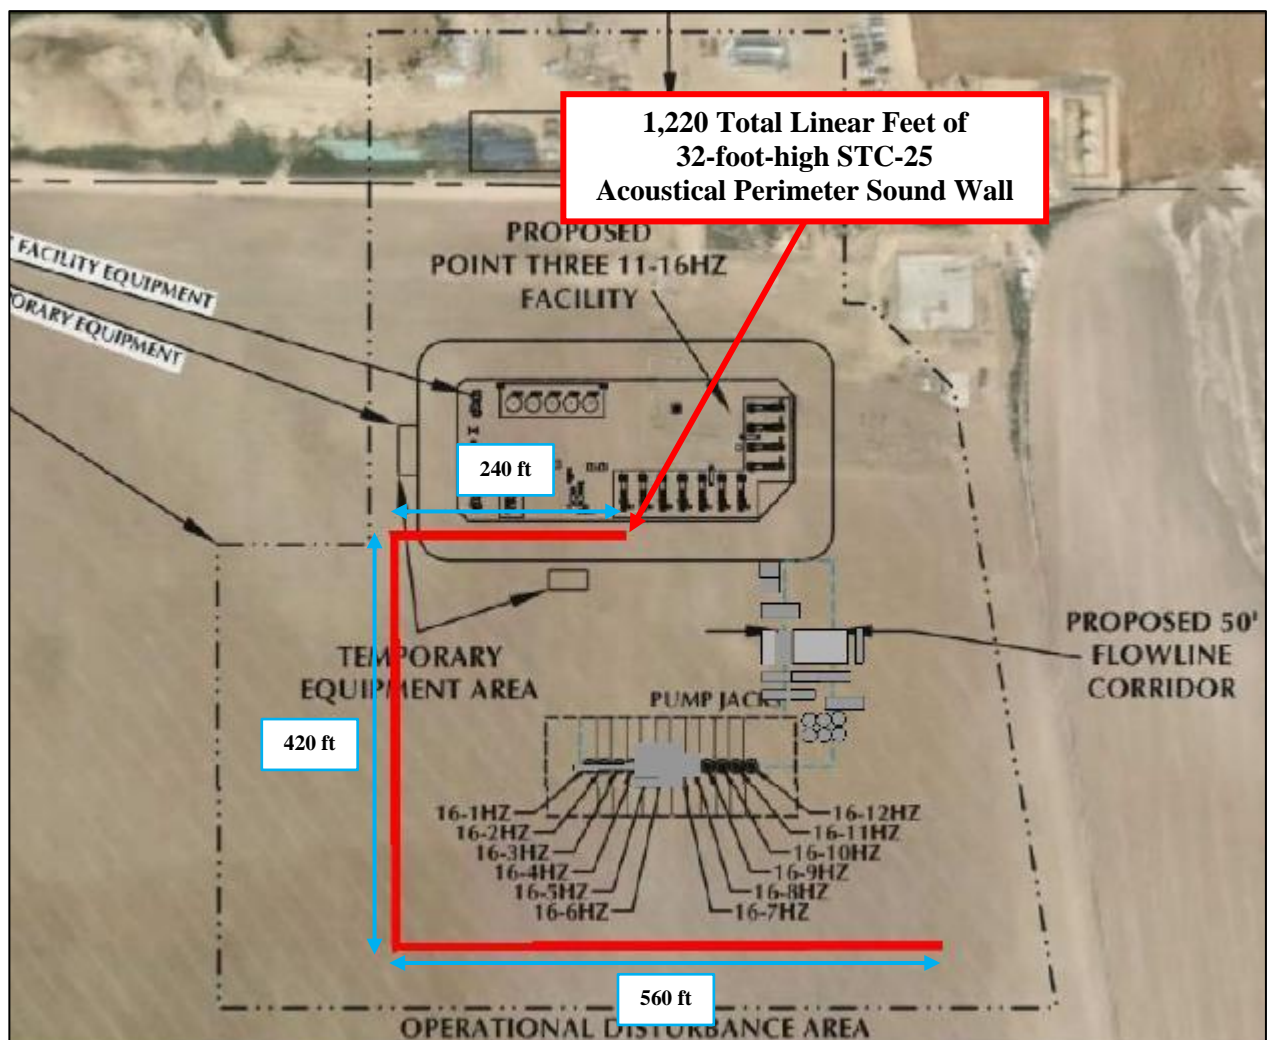 1,220 Total Linear Feet of
32-foot-high STC-25
Acoustical Perimeter Sound Wall
PROPOSED
POINT THREE 11-16HZ
FACILITY
FACILITY EQUIPMENT
PORARY EQUIPMENT
240 ft
TEMPORARY
EQUIPMENT AREA
PROPOSED 50'
FLOWLINE
CORRIDOR
PUMP JACKS
420 ft
16-1HZ
16-2HZ
16-3HZ
16-4HZ
16-5HZ
16-6HZ
16-12HZ
16-11HZ
16-10HZ
16-9HZ
16-8HZ
16-7HZ
560 ft
OPERATIONAL DISTURBANCE AREA